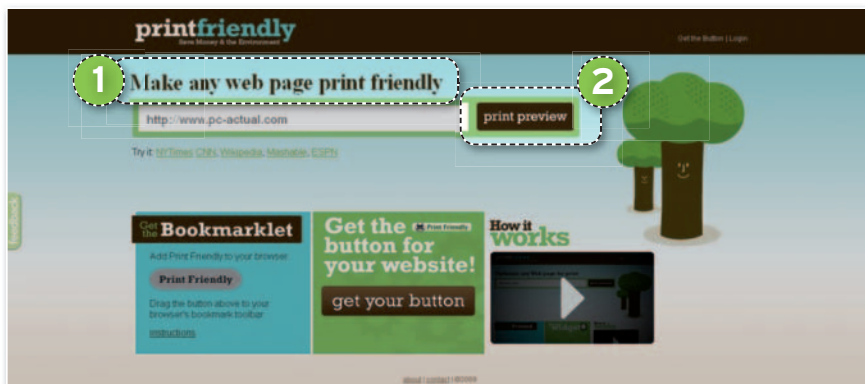 printfriendly
Save Money & the Environment
Get the Button | Login
1
Make any web page print friendly
2
http://www.pc-actual.com
print preview
Try it: NYTimes, CNN, Wikipedia, Mashable, ESPN
feedback
Get the Bookmarklet
Add Print Friendly to your browser
Print Friendly
Drag the button above to your
browser's bookmark toolbar
instructions
Get the
Print Friendly
button for
your website!
get your button
How it
works
about | contact | ©2009